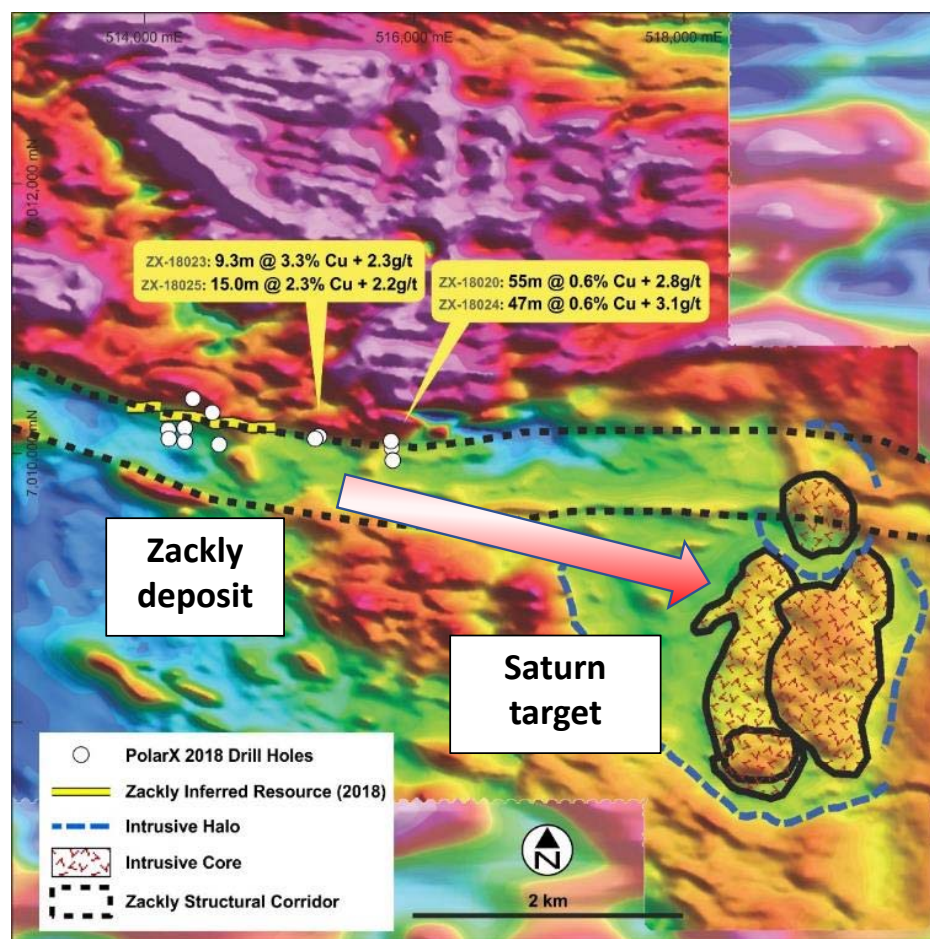 514,000 mE
516,000 mE
518,000 mE
7,012,000 mN
ZX-18023: 9.3m @ 3.3% Cu + 2.3g/t
ZX-18025: 15.0m @ 2.3% Cu + 2.2g/t
ZX-18020: 55m @ 0.6% Cu + 2.8g/t
ZX-18024: 47m @ 0.6% Cu + 3.1g/t
7,010,000 mN
Zackly
deposit
Saturn
target
PolarX 2018 Drill Holes
Zackly Inferred Resource (2018)
Intrusive Halo
Intrusive Core
Zackly Structural Corridor
N
2 km